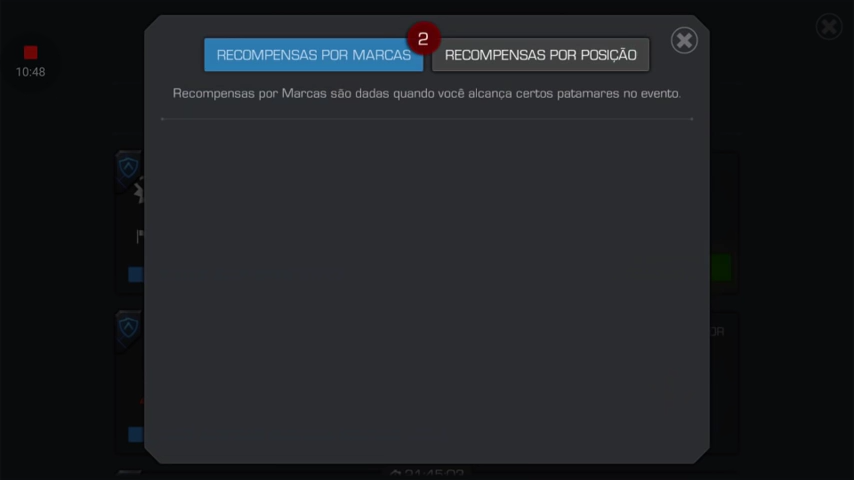 2
RECOMPENSAS POR MARCAS
RECOMPENSAS POR POSIÇÃO
10:48
Recompensas por Marcas são dadas quando você alcança certos patamares no evento.